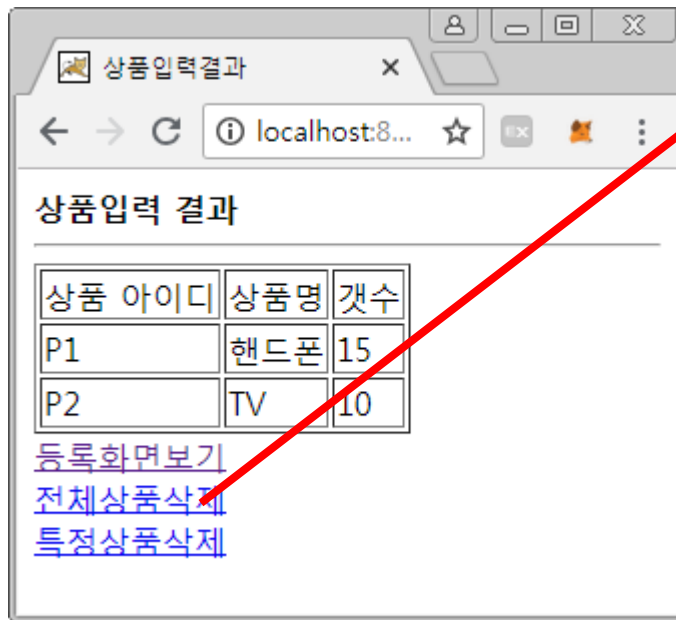 상품입력결과
localhost:8...
상품입력 결과
상품 아이디 상품명 갯수
P1 핸드폰 15
P2 TV 10
등록화면보기
전체상품삭제
특정상품삭제